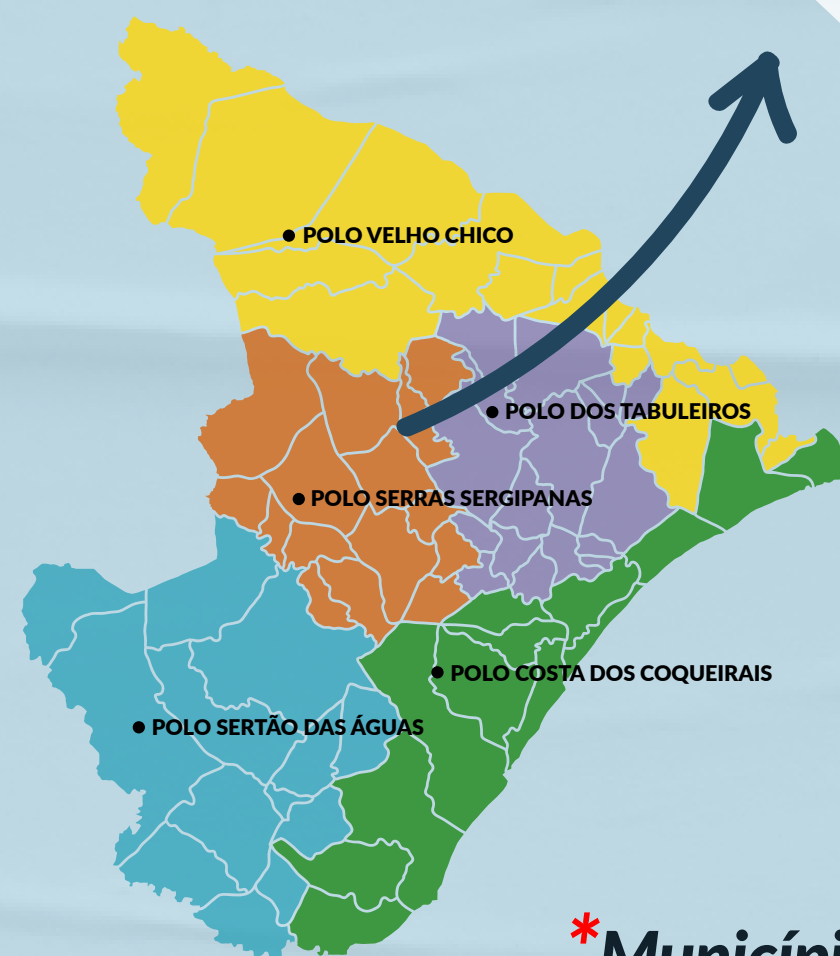 POLO VELHO CHICO
POLO DOS TABULEIROS
POLO SERRAS SERGIPANAS
POLO COSTA DOS COQUEIRAIS
POLO SERTÃO DAS ÁGUAS